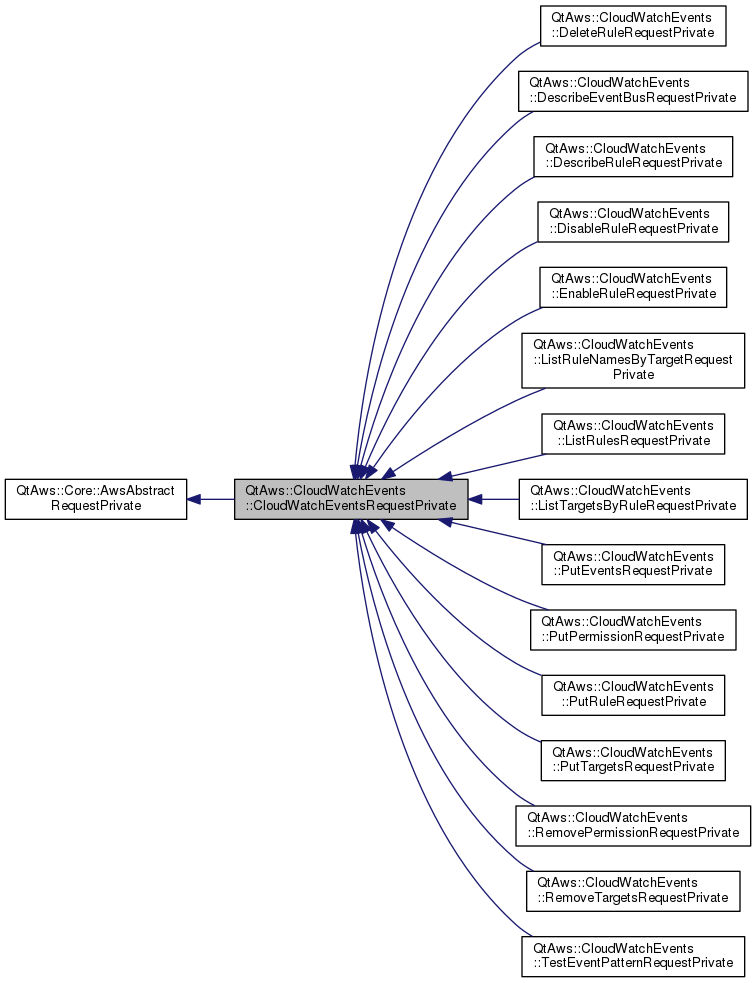 QtAws::CloudWatchEvents
::DeleteRuleRequestPrivate
QtAws::CloudWatchEvents
::DescribeEventBusRequestPrivate
QtAws::CloudWatchEvents
::DescribeRuleRequestPrivate
QtAws::CloudWatchEvents
::DisableRuleRequestPrivate
QtAws::CloudWatchEvents
::EnableRuleRequestPrivate
QtAws::CloudWatchEvents
::ListRuleNamesByTargetRequest
Private
QtAws::CloudWatchEvents
::ListRulesRequestPrivate
QtAws::Core::AwsAbstract
RequestPrivate
QtAws::CloudWatchEvents
::CloudWatchEventsRequestPrivate
QtAws::CloudWatchEvents
::ListTargetsByRuleRequestPrivate
QtAws::CloudWatchEvents
::PutEventsRequestPrivate
QtAws::CloudWatchEvents
::PutPermissionRequestPrivate
QtAws::CloudWatchEvents
::PutRuleRequestPrivate
QtAws::CloudWatchEvents
::PutTargetsRequestPrivate
QtAws::CloudWatchEvents
::RemovePermissionRequestPrivate
QtAws::CloudWatchEvents
::RemoveTargetsRequestPrivate
QtAws::CloudWatchEvents
::TestEventPatternRequestPrivate